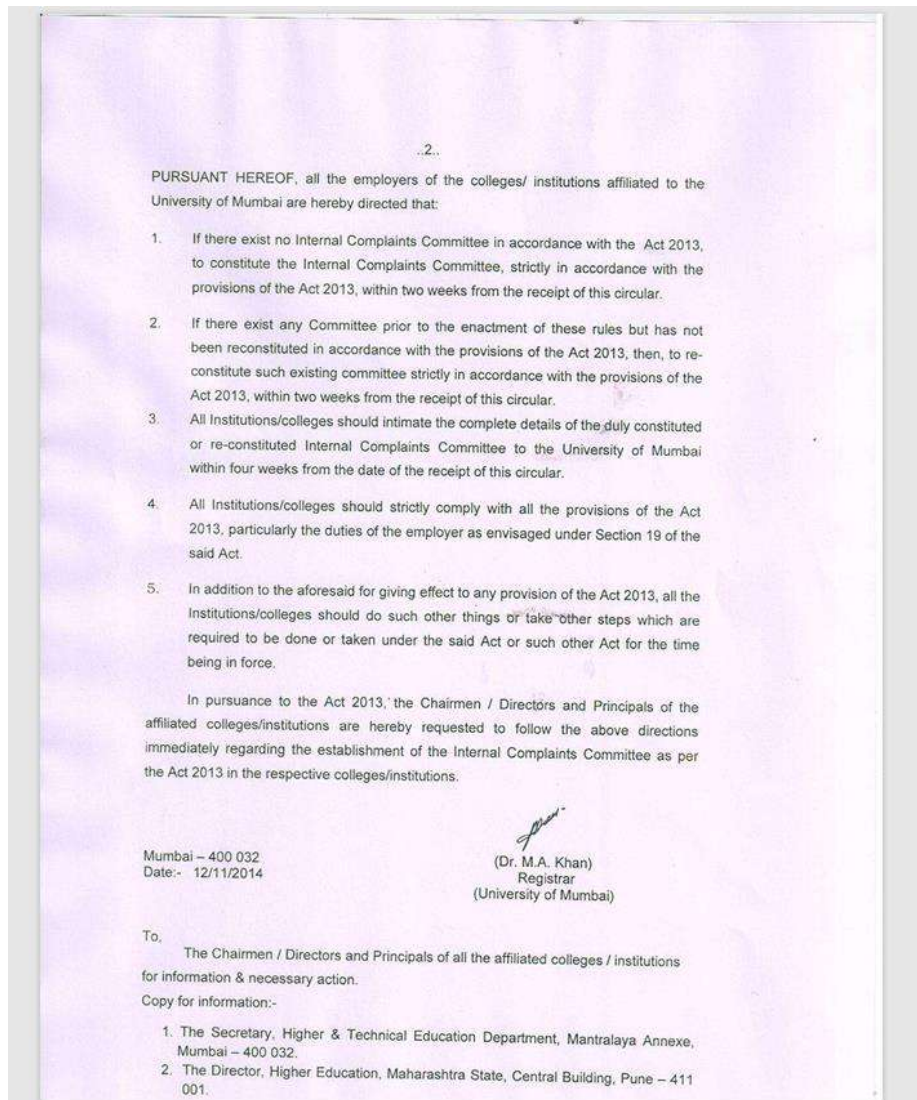 ..2..
PURSUANT HEREOF, all the employers of the colleges/ institutions affiliated to the
University of Mumbai are hereby directed that:
1. If there exist no Internal Complaints Committee in accordance with the Act 2013,
to constitute the Internal Complaints Committee, strictly in accordance with the
provisions of the Act 2013, within two weeks from the receipt of this circular.
2. If there exist any Committee prior to the enactment of these rules but has not
been reconstituted in accordance with the provisions of the Act 2013, then, to re-
constitute such existing committee strictly in accordance with the provisions of the
Act 2013, within two weeks from the receipt of this circular.
3. All Institutions/colleges should intimate the complete details of the duly constituted
or re-constituted Internal Complaints Committee to the University of Mumbai
within four weeks from the date of the receipt of this circular.
4. All Institutions/colleges should strictly comply with all the provisions of the Act
2013, particularly the duties of the employer as envisaged under Section 19 of the
said Act.
5. In addition to the aforesaid for giving effect to any provision of the Act 2013, all the
Institutions/colleges should do such other things or take other steps which are
required to be done or taken under the said Act or such other Act for the time
being in force.
In pursuance to the Act 2013, the Chairmen / Directors and Principals of the
affiliated colleges/institutions are hereby requested to follow the above directions
immediately regarding the establishment of the Internal Complaints Committee as per
the Act 2013 in the respective colleges/institutions.
Mumbai – 400 032
Date:- 12/11/2014
(Dr. M.A. Khan)
Registrar
(University of Mumbai)
To,
The Chairmen / Directors and Principals of all the affiliated colleges / institutions
for information & necessary action.
Copy for information:-
1. The Secretary, Higher & Technical Education Department, Mantralaya Annexe,
Mumbai – 400 032.
2. The Director, Higher Education, Maharashtra State, Central Building, Pune – 411
001.